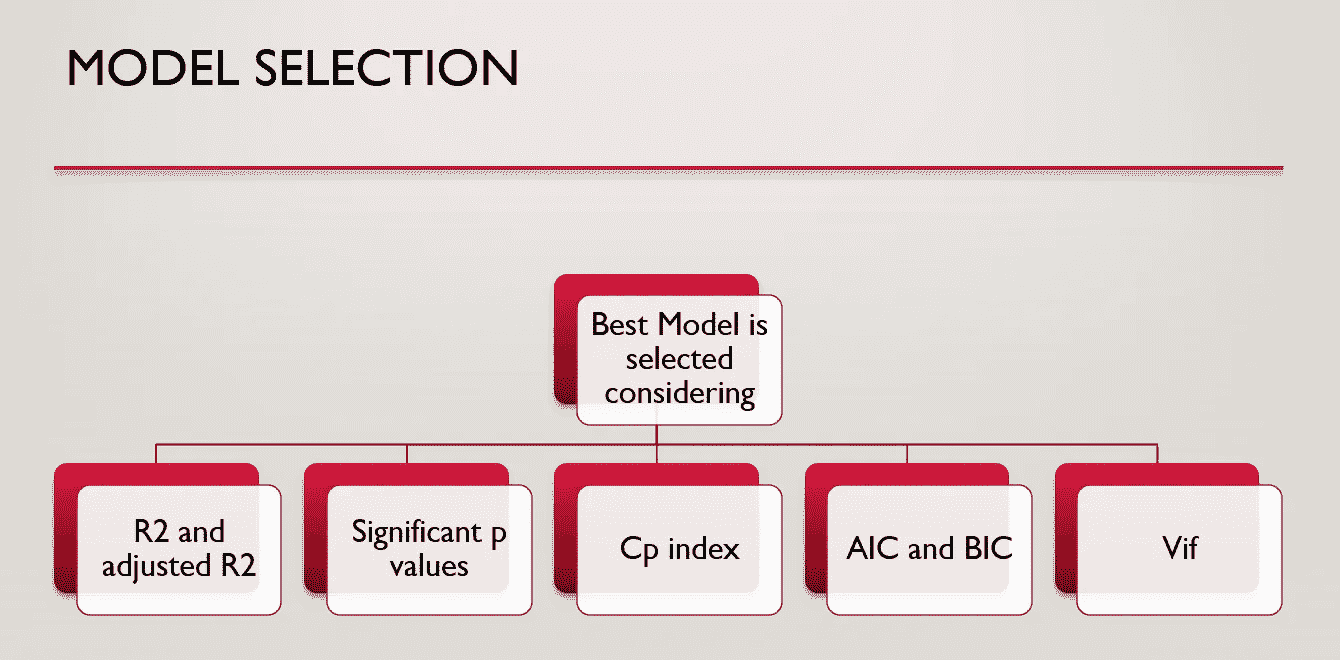 MODEL SELECTION
Best Model is
selected
considering
R2 and
adjusted R2
Significant p
values
Cp index
AIC and BIC
Vif